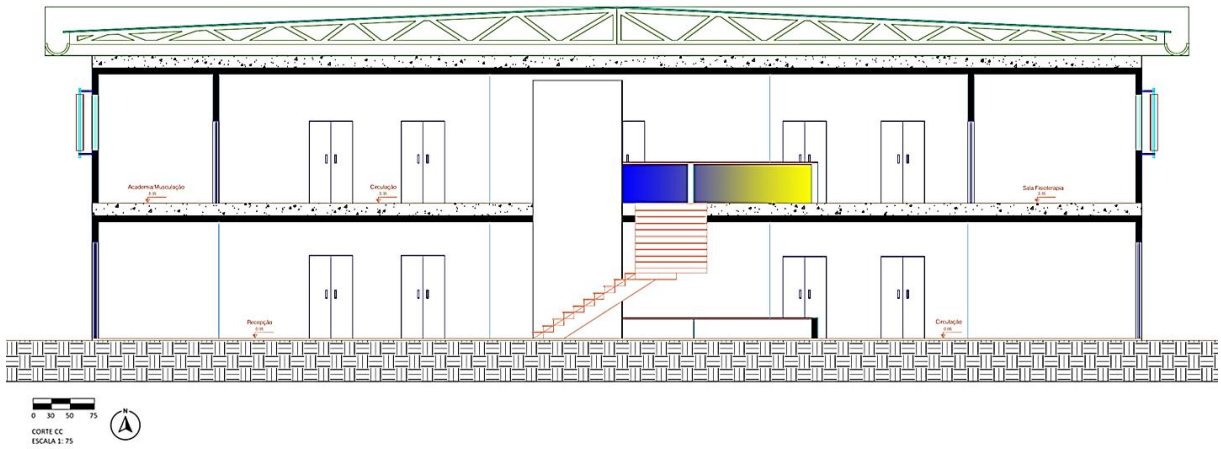 Academia/Musculação
Circulação
Sala Fisioterapia
Recepção
Circulação
0 30 50 75
N
CORTE CC
ESCALA 1: 75